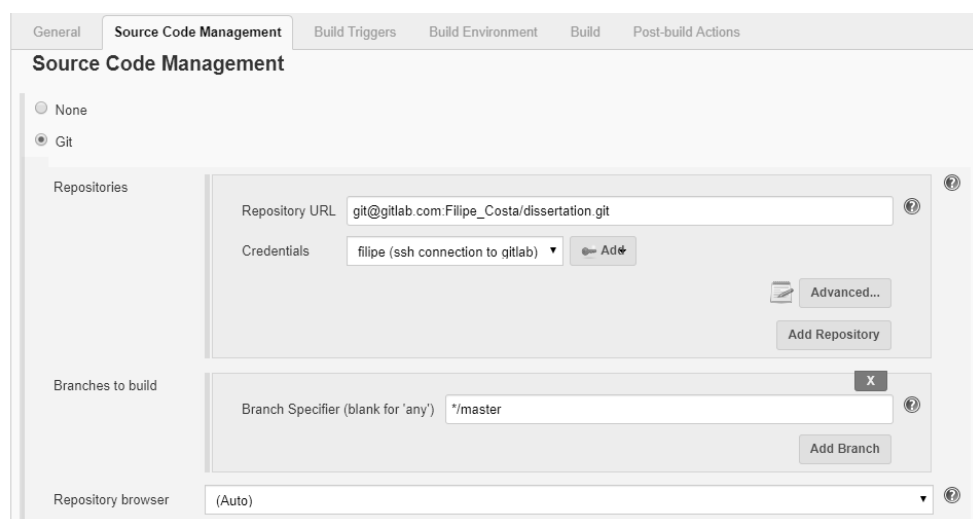 General Source Code Management Build Triggers Build Environment Build Post-build Actions
Source Code Management
None
Git
Repositories
Repository URL git@gitlab.com:Filipe_Costa/dissertation.git
Credentials filipe (ssh connection to gitlab) Add
Advanced...
Add Repository
Branches to build
X
Branch Specifier (blank for 'any') */master
Add Branch
Repository browser (Auto)